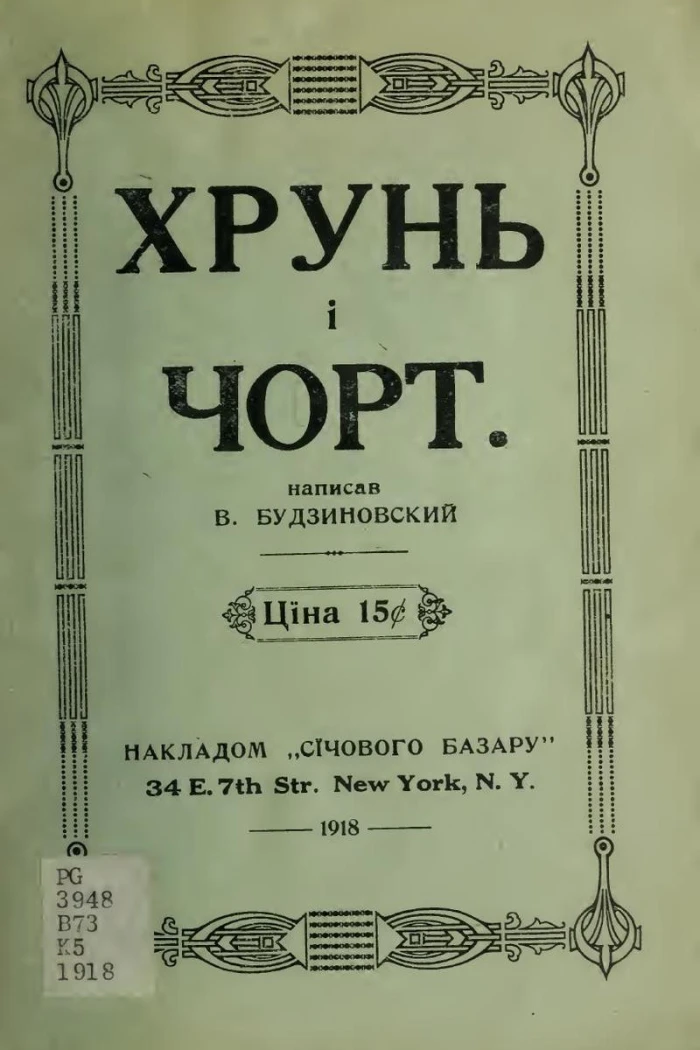 ХРУНЬ
і
ЧОРТ.
написав
В. БУДЗИНОВСКИЙ
Ціна 15¢
НАКЛАДОМ „СЇЧОВОГО БАЗАРУ”
34 E. 7th Str. New York, N. Y.
1918
PG
3948
B73
K5
1918